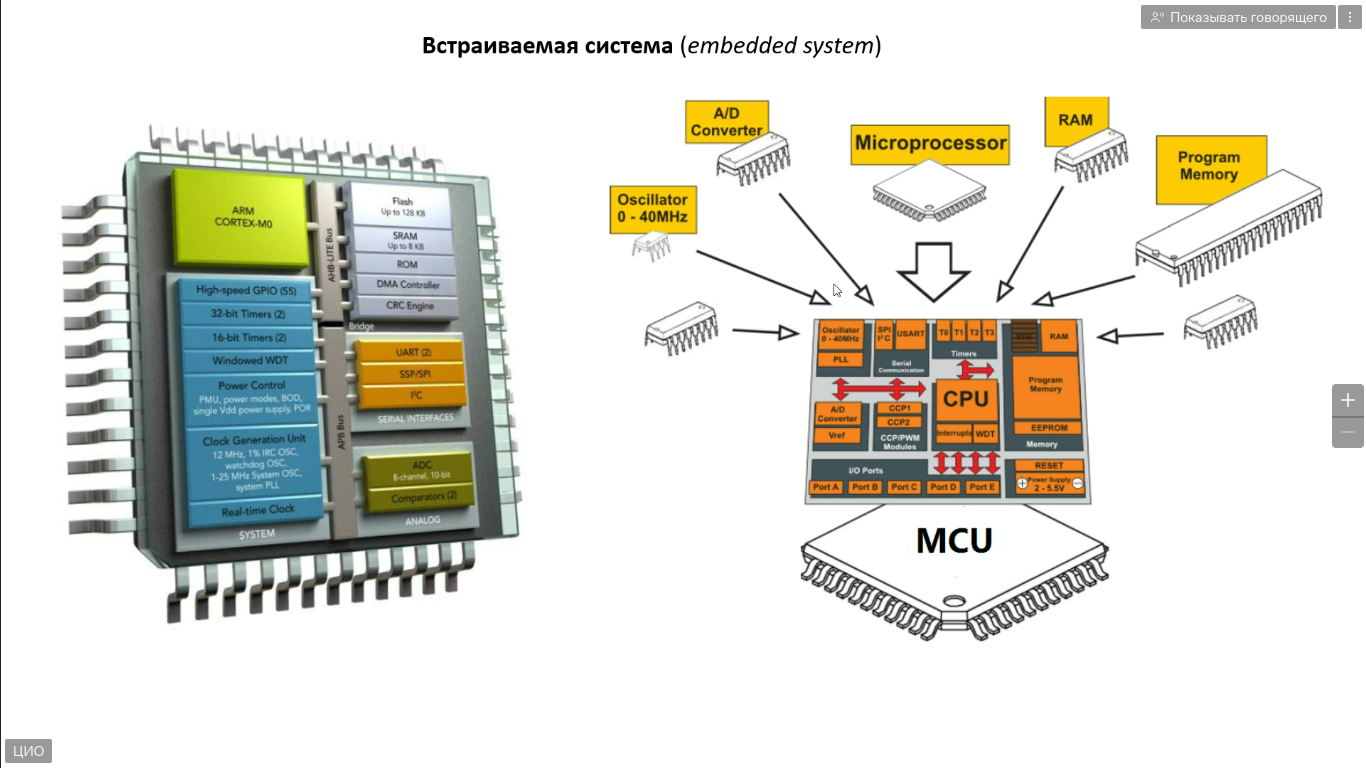 Показывать говорящего
Встраиваемая система (embedded system)
ARM
CORTEX-M0
AHB-LITE Bus
Flash
Up to 128 KB
SRAM
Up to 8 KB
ROM
DMA Controller
CRC Engine
Bridge
High-speed GPIO (55)
32-bit Timers (2)
16-bit Timers (2)
Windowed WDT
Power Control
PMU, power modes, BOD,
single Vdd power supply, POR
Clock Generation Unit
12 MHz, 1% IRC OSC,
watchdog OSC,
1-25 MHz System OSC,
system PLL
Real-time Clock
SYSTEM
APB Bus
UART (2)
SSP/SPI
I²C
SERIAL INTERFACES
ADC
8-channel, 10-bit
Comparators (2)
ANALOG
A/D
Converter
Microprocessor
RAM
Program
Memory
Oscillator
0 - 40MHz
Oscillator
0 - 40MHz
PLL
SPI
I²C
USART
Serial
Communication
T0 T1 T2 T3
Timers
RAM
Program
Memory
EEPROM
Memory
A/D
Converter
Vref
CCP1
CCP2
CCP/PWM
Modules
CPU
Interrupts
WDT
I/O Ports
Port A Port B Port C Port D Port E
RESET
Power Supply
2 - 5.5V
MCU
ЦИО